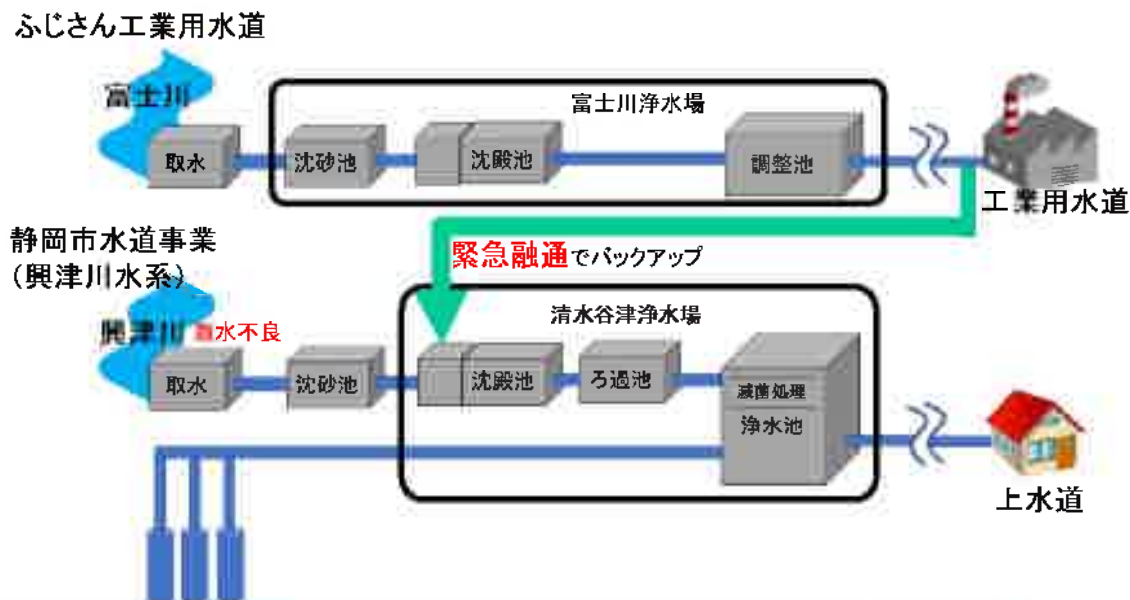 ふじさん工業用水道
富士川
富士川浄水場
取水
沈砂池
沈殿池
調整池
工業用水道
静岡市水道事業
(興津川水系)
緊急融通でバックアップ
清水谷津浄水場
興津川
水不良
取水
沈砂池
沈殿池
ろ過池
滅菌処理
浄水池
上水道